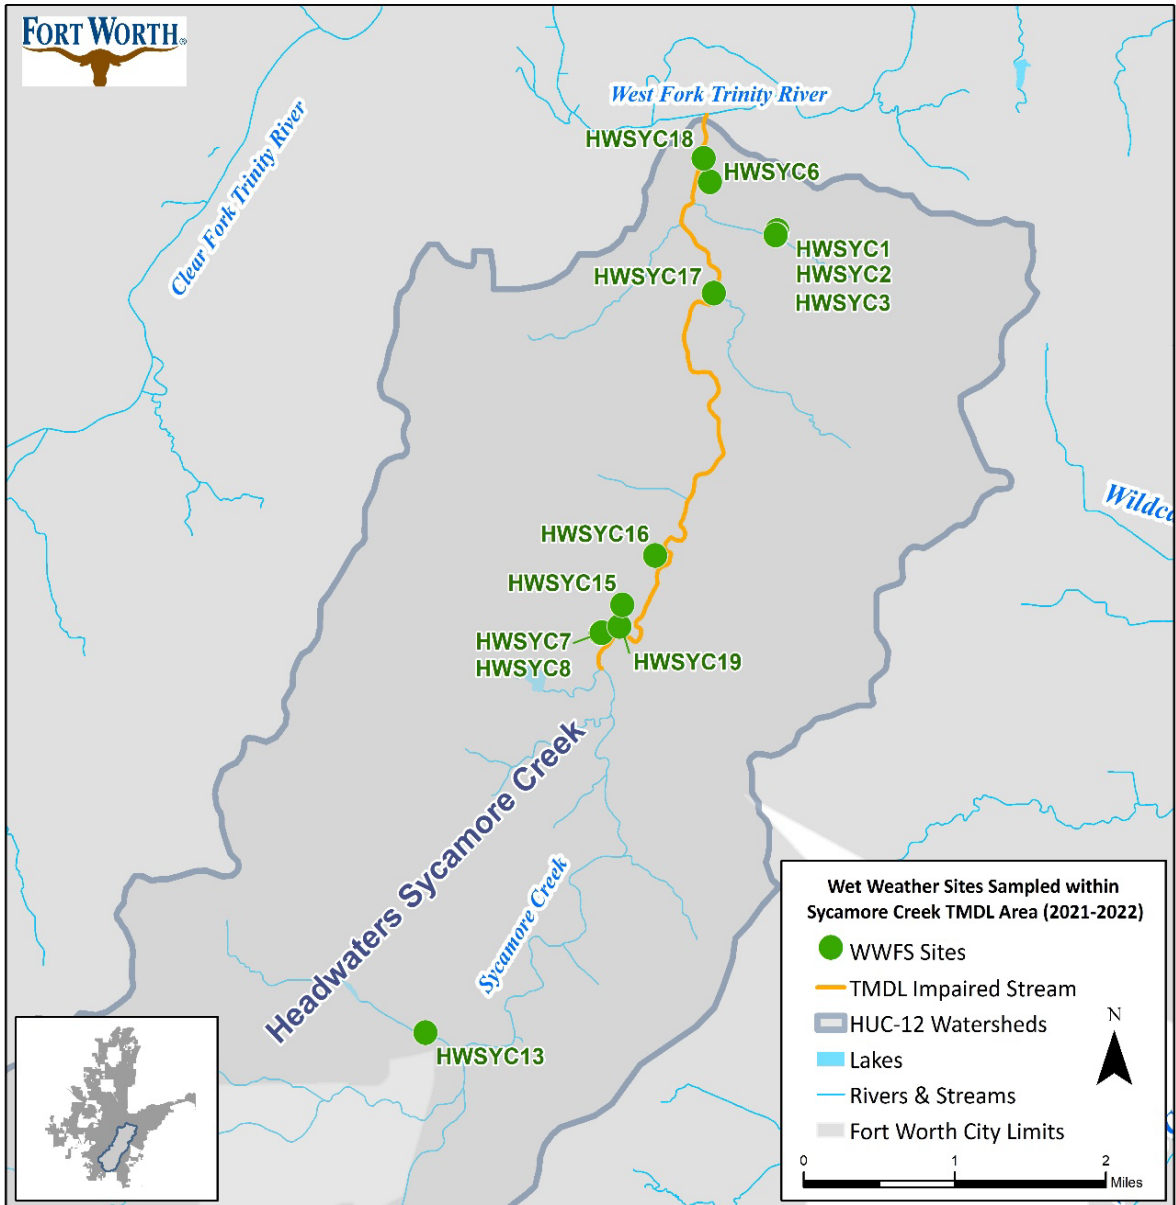 FORT WORTH®
West Fork Trinity River
Clear Fork Trinity River
HWSYC18
HWSYC6
HWSYC1
HWSYC2
HWSYC3
HWSYC17
Wildca
HWSYC16
HWSYC15
HWSYC7
HWSYC8
HWSYC19
Headwaters Sycamore Creek
Sycamore Creek
HWSYC13
Wet Weather Sites Sampled within
Sycamore Creek TMDL Area (2021-2022)
WWFS Sites
TMDL Impaired Stream
HUC-12 Watersheds
Lakes
Rivers & Streams
Fort Worth City Limits
N
0 1 2
Miles